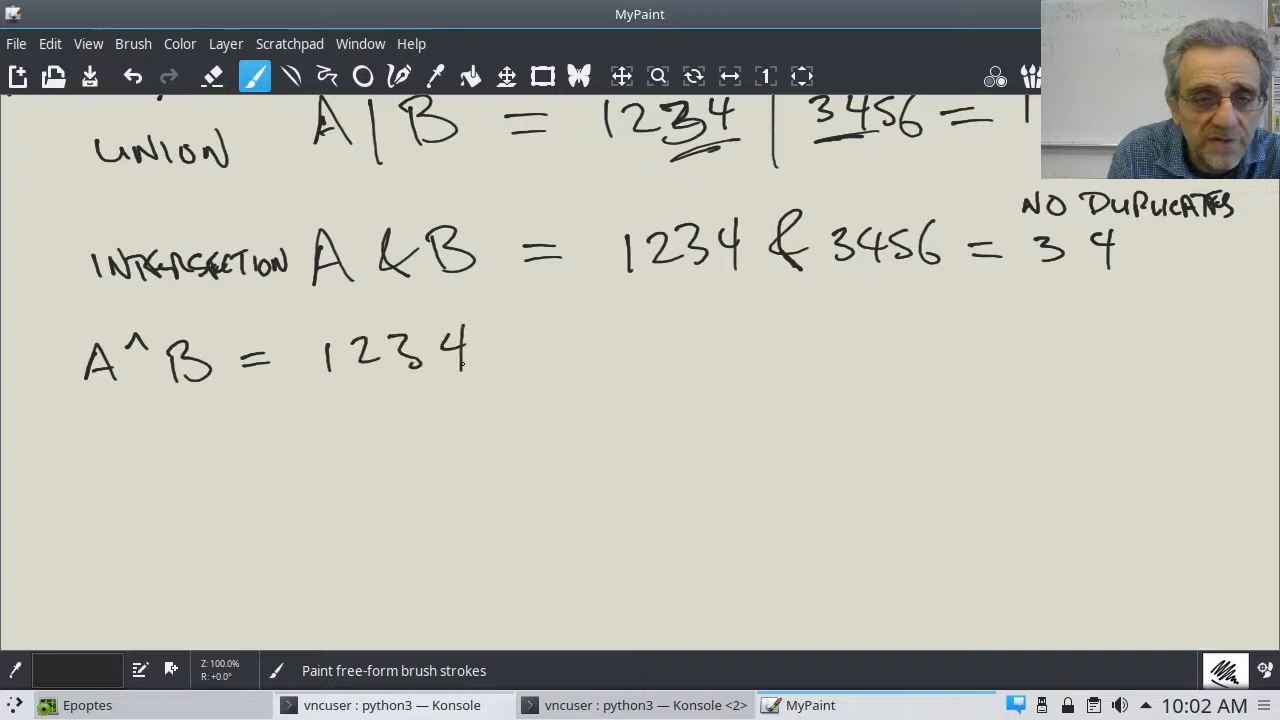 MyPaint
File Edit View Brush Color Layer Scratchpad Window Help
UNION A | B = 1234 | 3456 = 1
NO DUPLICATES
INTERSECTION A & B = 1234 & 3456 = 3 4
A ^ B = 1 2 3 4
Z: 100.0%
R: +0.0°
Paint free-form brush strokes
Epoptes vncuser : python3 — Konsole vncuser : python3 — Konsole <2> MyPaint 10:02 AM